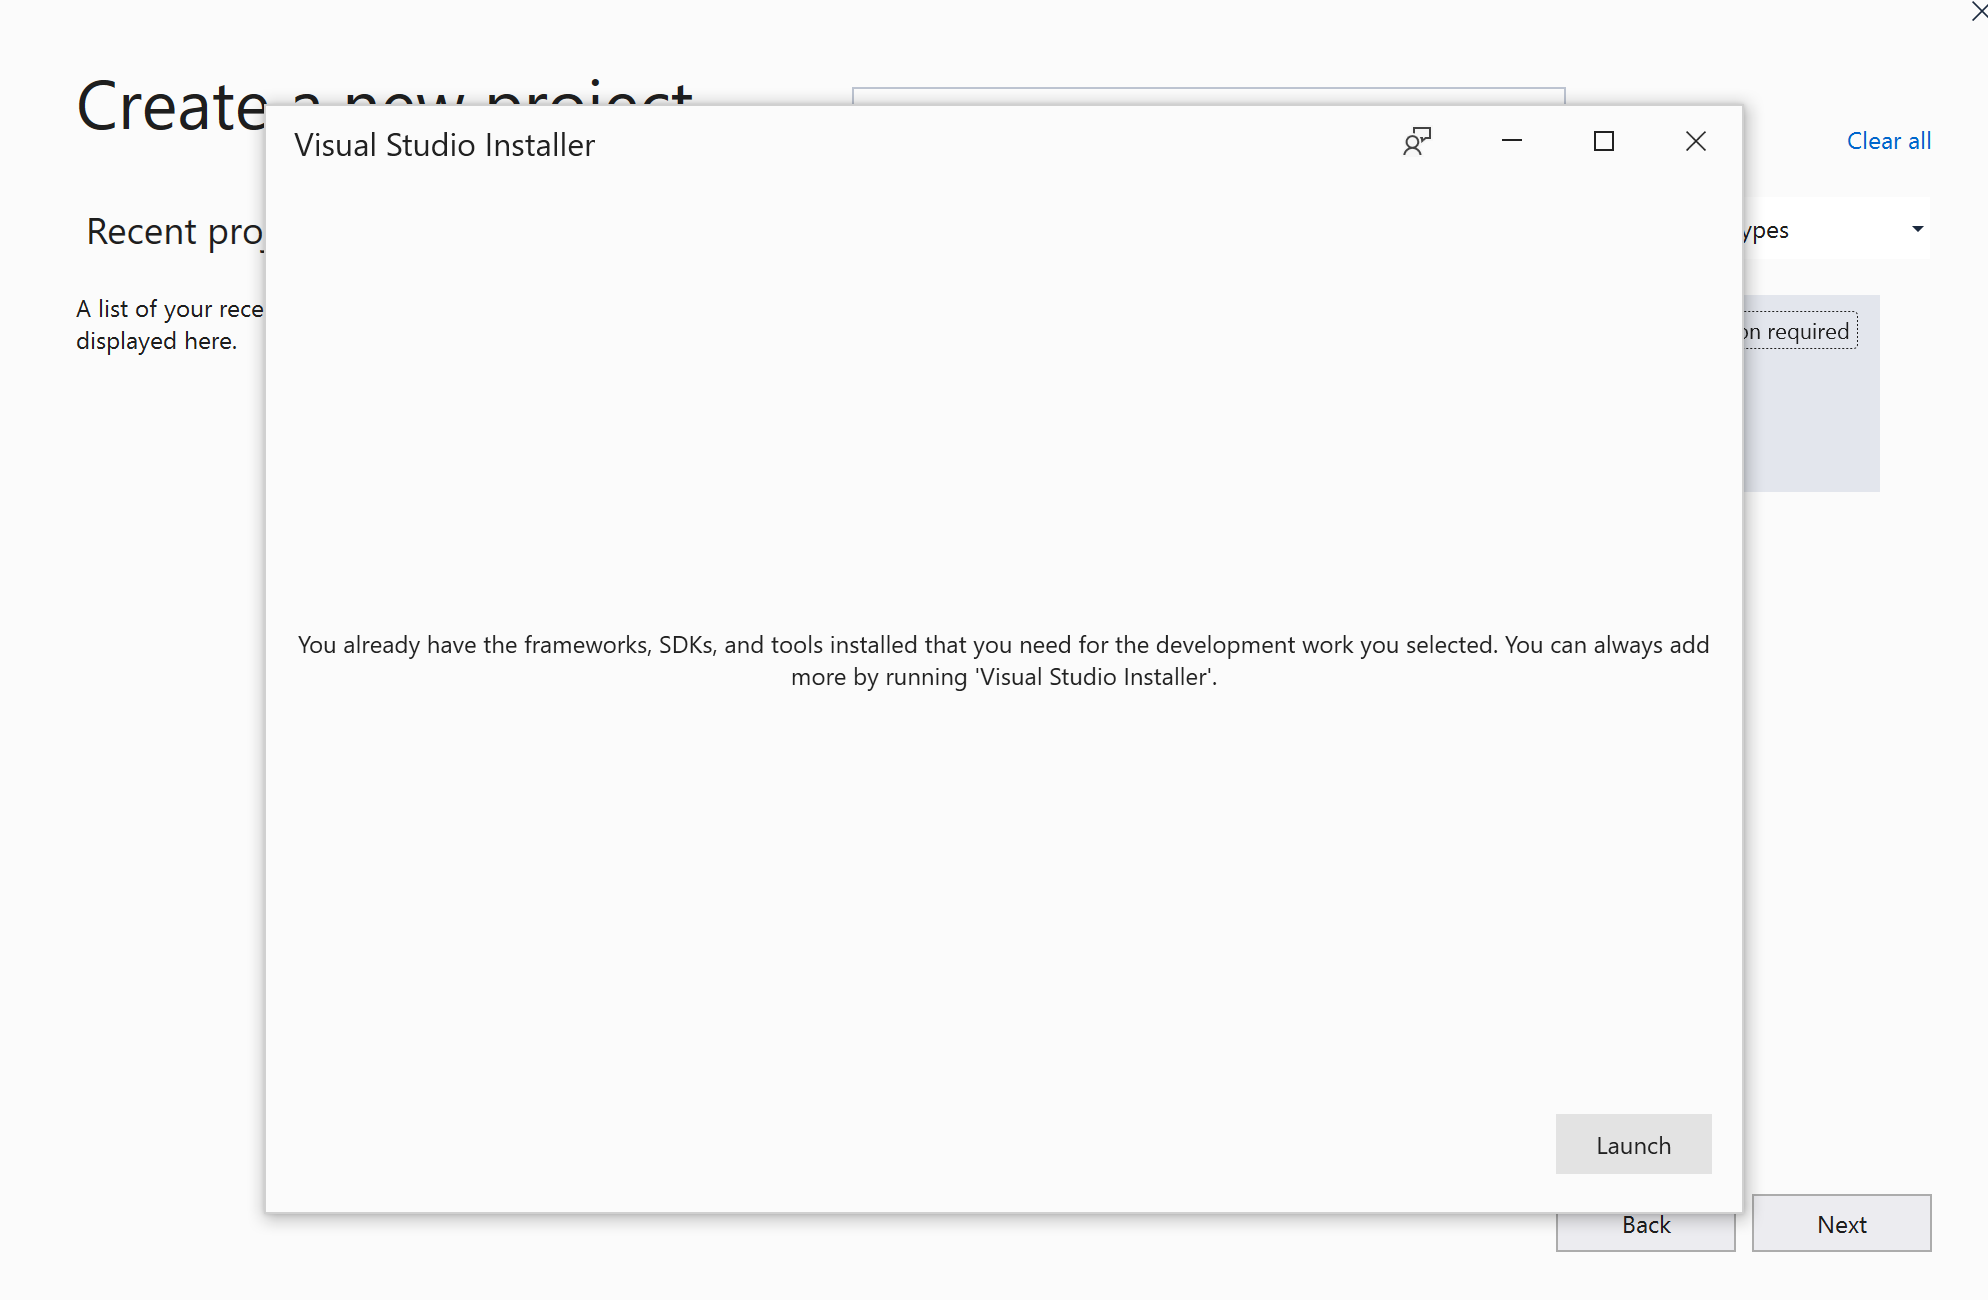 Create a new project
Visual Studio Installer
Clear all
Recent proj
ypes
A list of your rece
displayed here.
on required
You already have the frameworks, SDKs, and tools installed that you need for the development work you selected. You can always add
more by running 'Visual Studio Installer'.
Launch
Back
Next